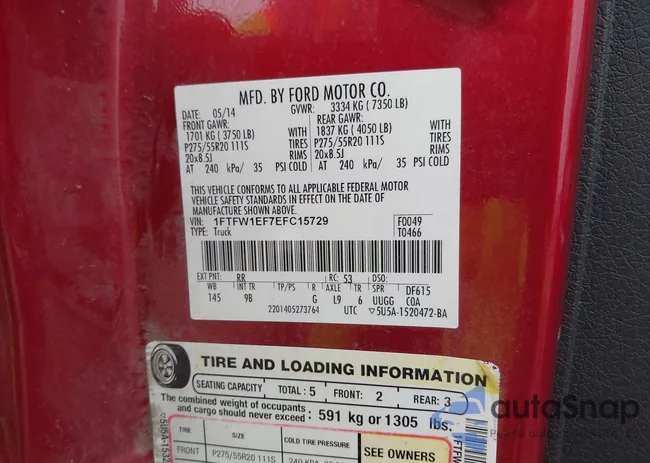 MFD. BY FORD MOTOR CO.
DATE: 05/14 GVWR: 3334 KG ( 7350 LB)
FRONT GAWR: REAR GAWR:
1701 KG ( 3750 LB) WITH 1837 KG ( 4050 LB) WITH
P275/55R20 111S TIRES P275/55R20 111S TIRES
20x8.5J RIMS 20x8.5J RIMS
AT 240 kPa/ 35 PSI COLD AT 240 kPa/ 35 PSI COLD
THIS VEHICLE CONFORMS TO ALL APPLICABLE FEDERAL MOTOR
VEHICLE SAFETY STANDARDS IN EFFECT ON THE DATE OF
MANUFACTURE SHOWN ABOVE.
VIN: 1FTFW1EF7EFC15729 F0049
TYPE: Truck T0466
EXT PNT: RR RC: 53 DSO:
WB INT TR TP/PS R AXLE TR SPR DF615
145 9B G L9 6 UUGG COA
2201405273764 UTC ▽5U5A-1520472-BA
TIRE AND LOADING INFORMATION
SEATING CAPACITY TOTAL : 5 FRONT: 2 REAR: 3
The combined weight of occupants
and cargo should never exceed : 591 kg or 1305 lbs.
TIRE SIZE COLD TIRE PRESSURE SEE OWNERS
FRONT P275/55R20 111S 240 KPA
autoSnap